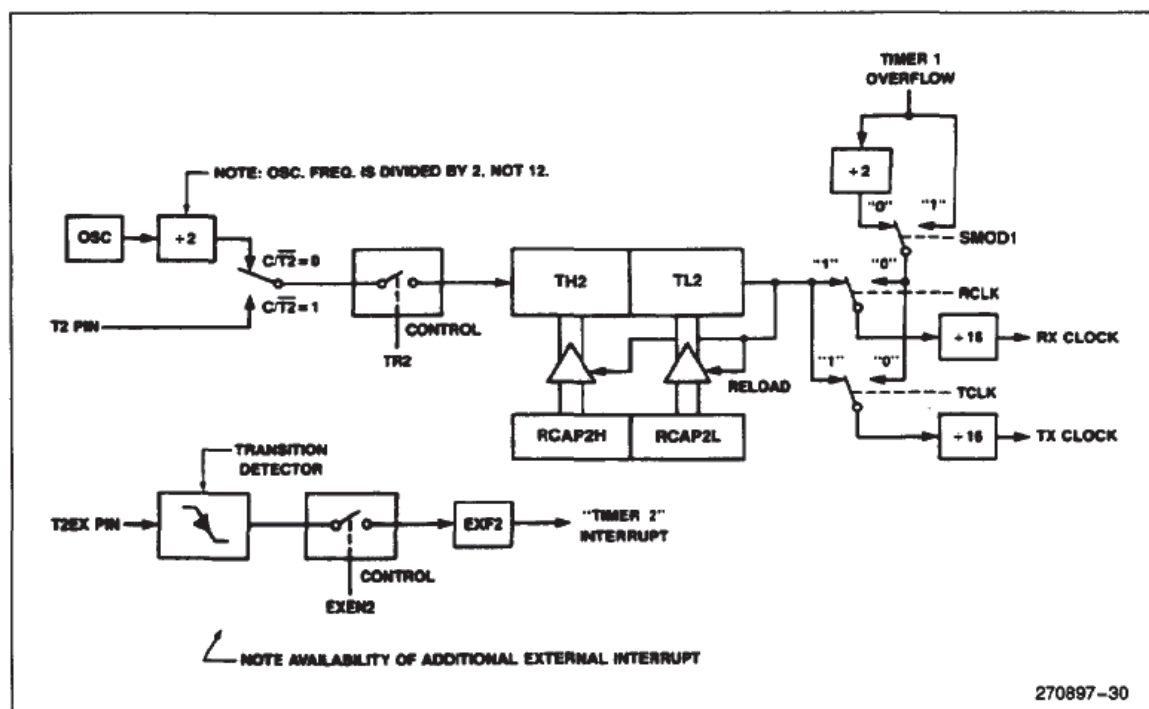 TIMER 1
OVERFLOW
NOTE: OSC. FREQ. IS DIVIDED BY 2, NOT 12.
÷2
"0" "1"
SMOD1
OSC
÷2
C/T2̅ = 0
C/T2̅ = 1
T2 PIN
CONTROL
TR2
TH2
TL2
"1" "0"
RCLK
÷16
RX CLOCK
"1" "0"
TCLK
÷16
TX CLOCK
RELOAD
RCAP2H
RCAP2L
TRANSITION
DETECTOR
T2EX PIN
CONTROL
EXEN2
EXF2
"TIMER 2"
INTERRUPT
NOTE AVAILABILITY OF ADDITIONAL EXTERNAL INTERRUPT
270897-30